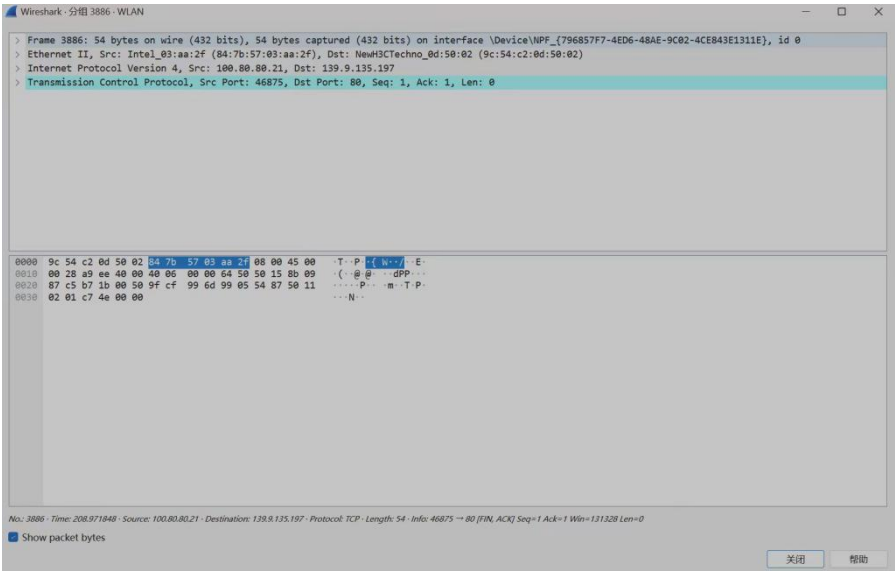 Wireshark · 分组 3886 · WLAN
> Frame 3886: 54 bytes on wire (432 bits), 54 bytes captured (432 bits) on interface \Device\NPF_{796857F7-4ED6-48AE-9C02-4CE843E1311E}, id 0
> Ethernet II, Src: Intel_03:aa:2f (84:7b:57:03:aa:2f), Dst: NewH3CTechno_0d:50:02 (9c:54:c2:0d:50:02)
> Internet Protocol Version 4, Src: 100.80.80.21, Dst: 139.9.135.197
> Transmission Control Protocol, Src Port: 46875, Dst Port: 80, Seq: 1, Ack: 1, Len: 0
0000 9c 54 c2 0d 50 02 84 7b 57 03 aa 2f 08 00 45 00 ·T··P··{ W··/··E·
0010 00 28 a9 ee 40 00 40 06 00 00 64 50 50 15 8b 09 ·(··@·@· ··dPP···
0020 87 c5 b7 1b 00 50 9f cf 99 6d 99 05 54 87 50 11 ·····P·· ·m··T·P·
0030 02 01 c7 4e 00 00 ···N··
No.: 3886 · Time: 208.971848 · Source: 100.80.80.21 · Destination: 139.9.135.197 · Protocol: TCP · Length: 54 · Info: 46875 → 80 [FIN, ACK] Seq=1 Ack=1 Win=131328 Len=0
Show packet bytes
关闭 帮助